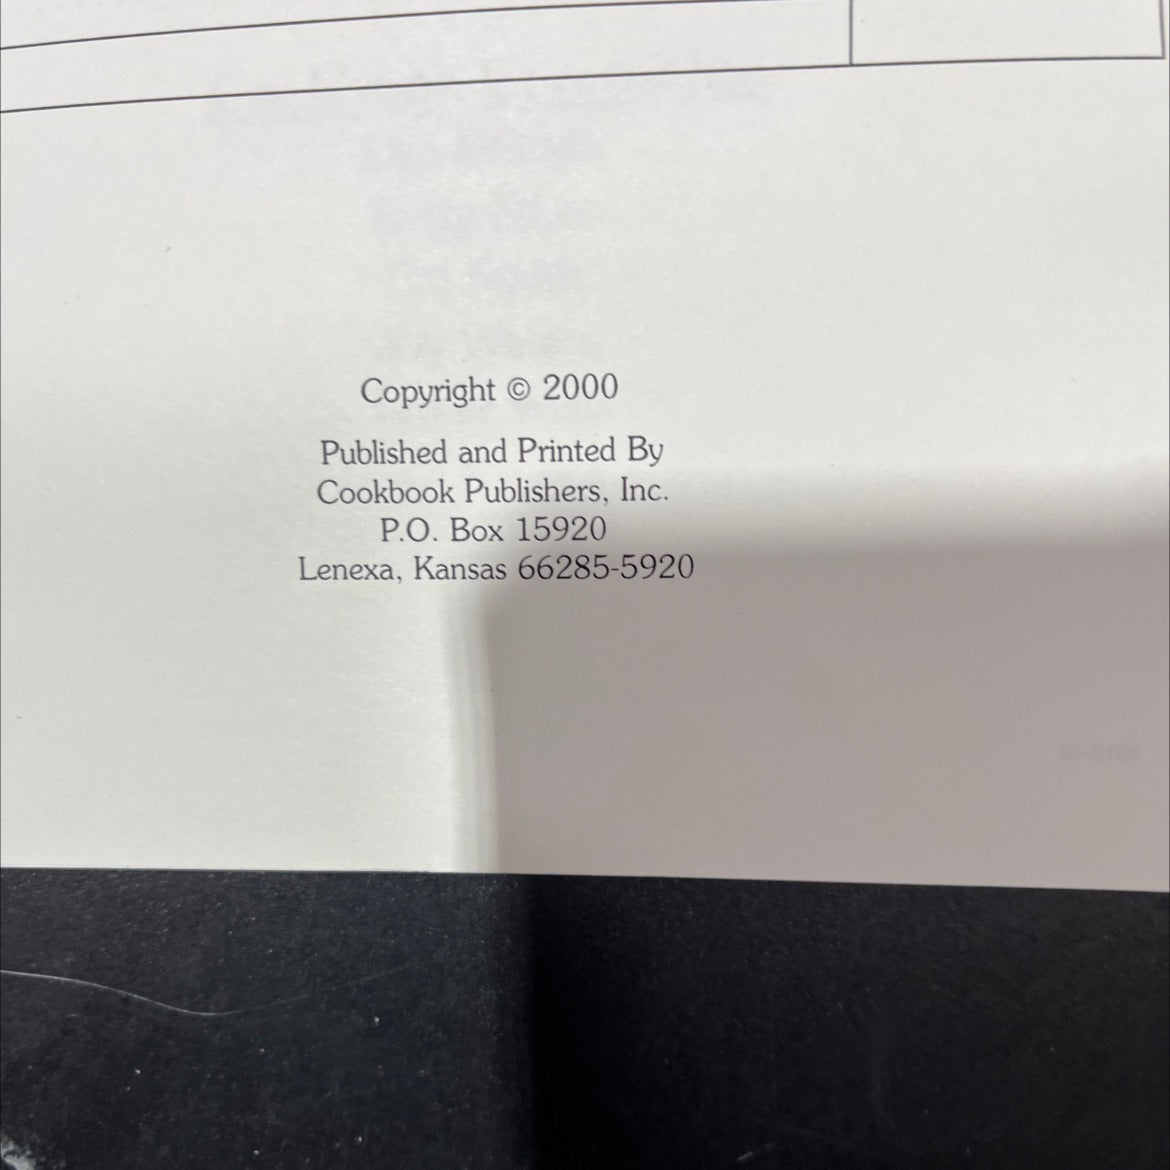 Copyright © 2000
Published and Printed By
Cookbook Publishers, Inc.
P.O. Box 15920
Lenexa, Kansas 66285-5920